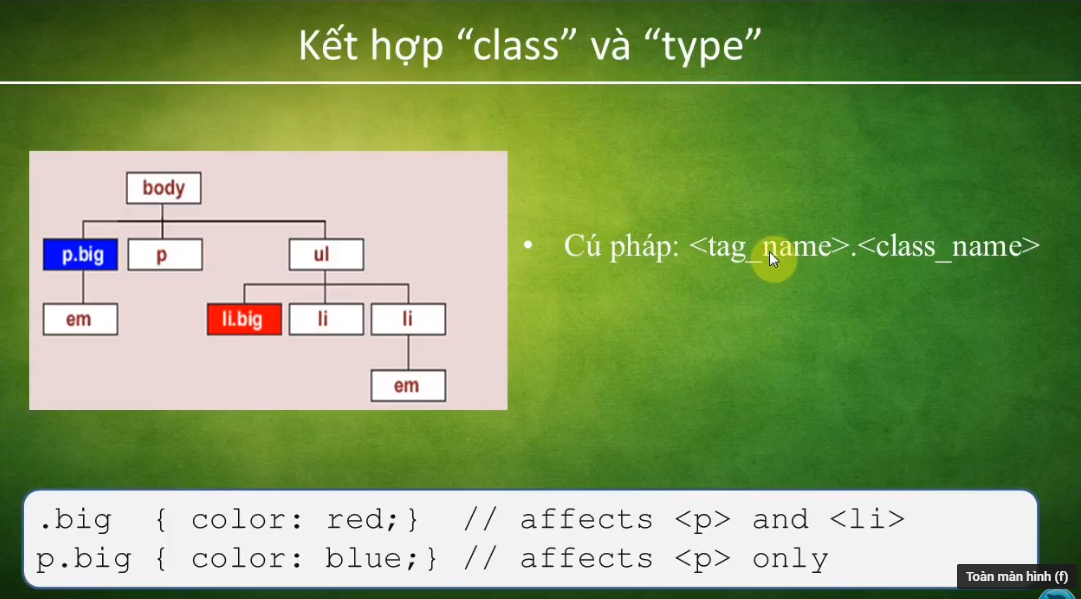 Kết hợp “class” và “type”
body
p.big
p
ul
em
li.big
li
li
em
• Cú pháp: <tag_name>.<class_name>
.big { color: red;} // affects <p> and <li>
p.big { color: blue;} // affects <p> only
Toàn màn hình (f)